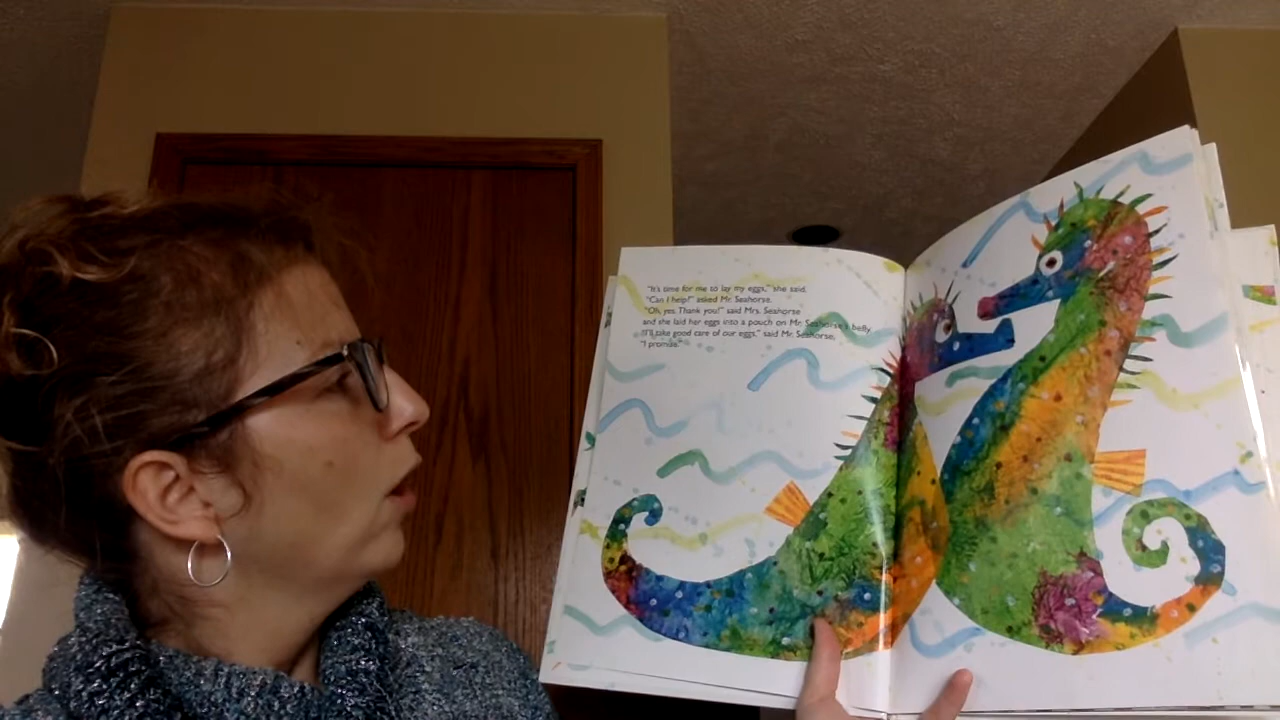 "It's time for me to lay my eggs," she said.
"Can I help?" asked Mr. Seahorse.
"Oh, yes. Thank you!" said Mrs. Seahorse
and she laid her eggs into a pouch on Mr. Seahorse's belly.
"I'll take good care of our eggs," said Mr. Seahorse,
"I promise."